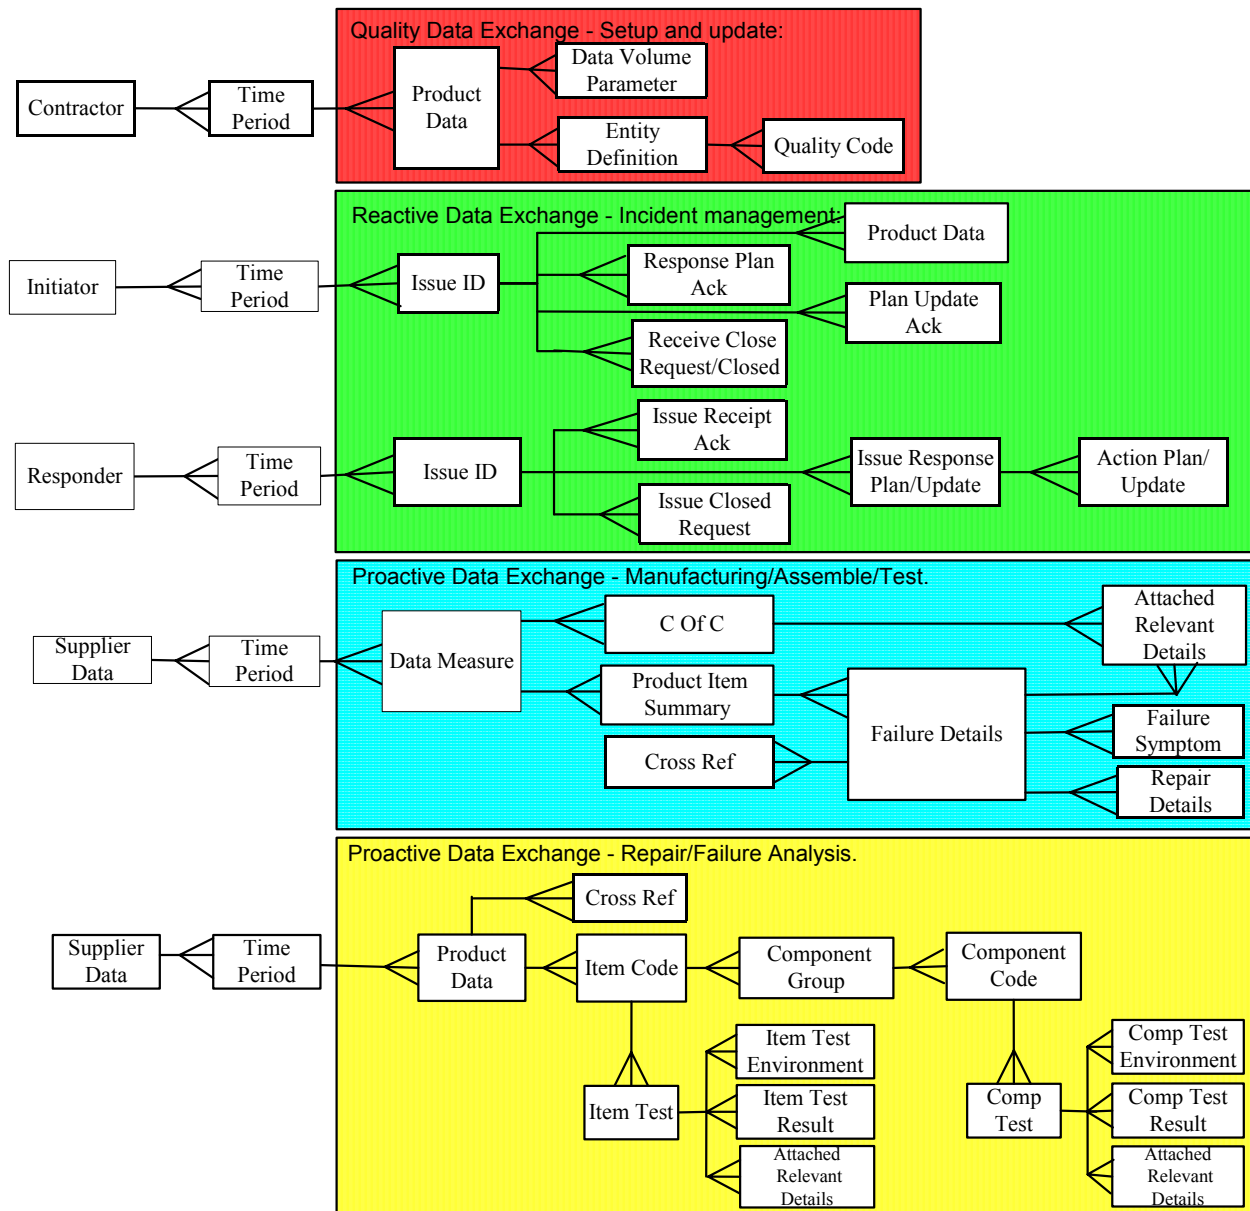 Quality Data Exchange - Setup and update:
Contractor
Time
Period
Product
Data
Data Volume
Parameter
Entity
Definition
Quality Code
Reactive Data Exchange - Incident management:
Initiator
Time
Period
Issue ID
Product Data
Response Plan
Ack
Plan Update
Ack
Receive Close
Request/Closed
Responder
Time
Period
Issue ID
Issue Receipt
Ack
Issue Response
Plan/Update
Action Plan/
Update
Issue Closed
Request
Proactive Data Exchange - Manufacturing/Assemble/Test.
Supplier
Data
Time
Period
Data Measure
C Of C
Attached
Relevant
Details
Product Item
Summary
Failure Details
Cross Ref
Failure
Symptom
Repair
Details
Proactive Data Exchange - Repair/Failure Analysis.
Cross Ref
Supplier
Data
Time
Period
Product
Data
Item Code
Component
Group
Component
Code
Item Test
Item Test
Environment
Item Test
Result
Attached
Relevant
Details
Comp
Test
Comp Test
Environment
Comp Test
Result
Attached
Relevant
Details